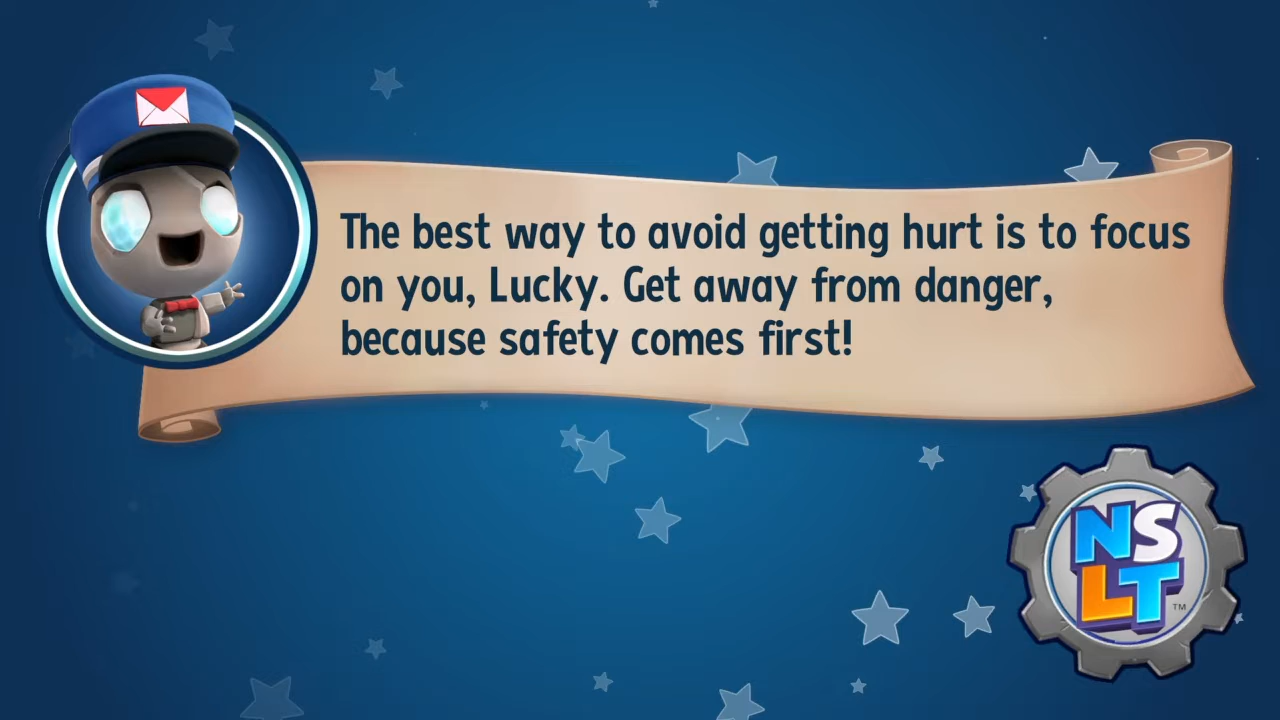 The best way to avoid getting hurt is to focus
on you, Lucky. Get away from danger,
because safety comes first!
NS
LT
TM